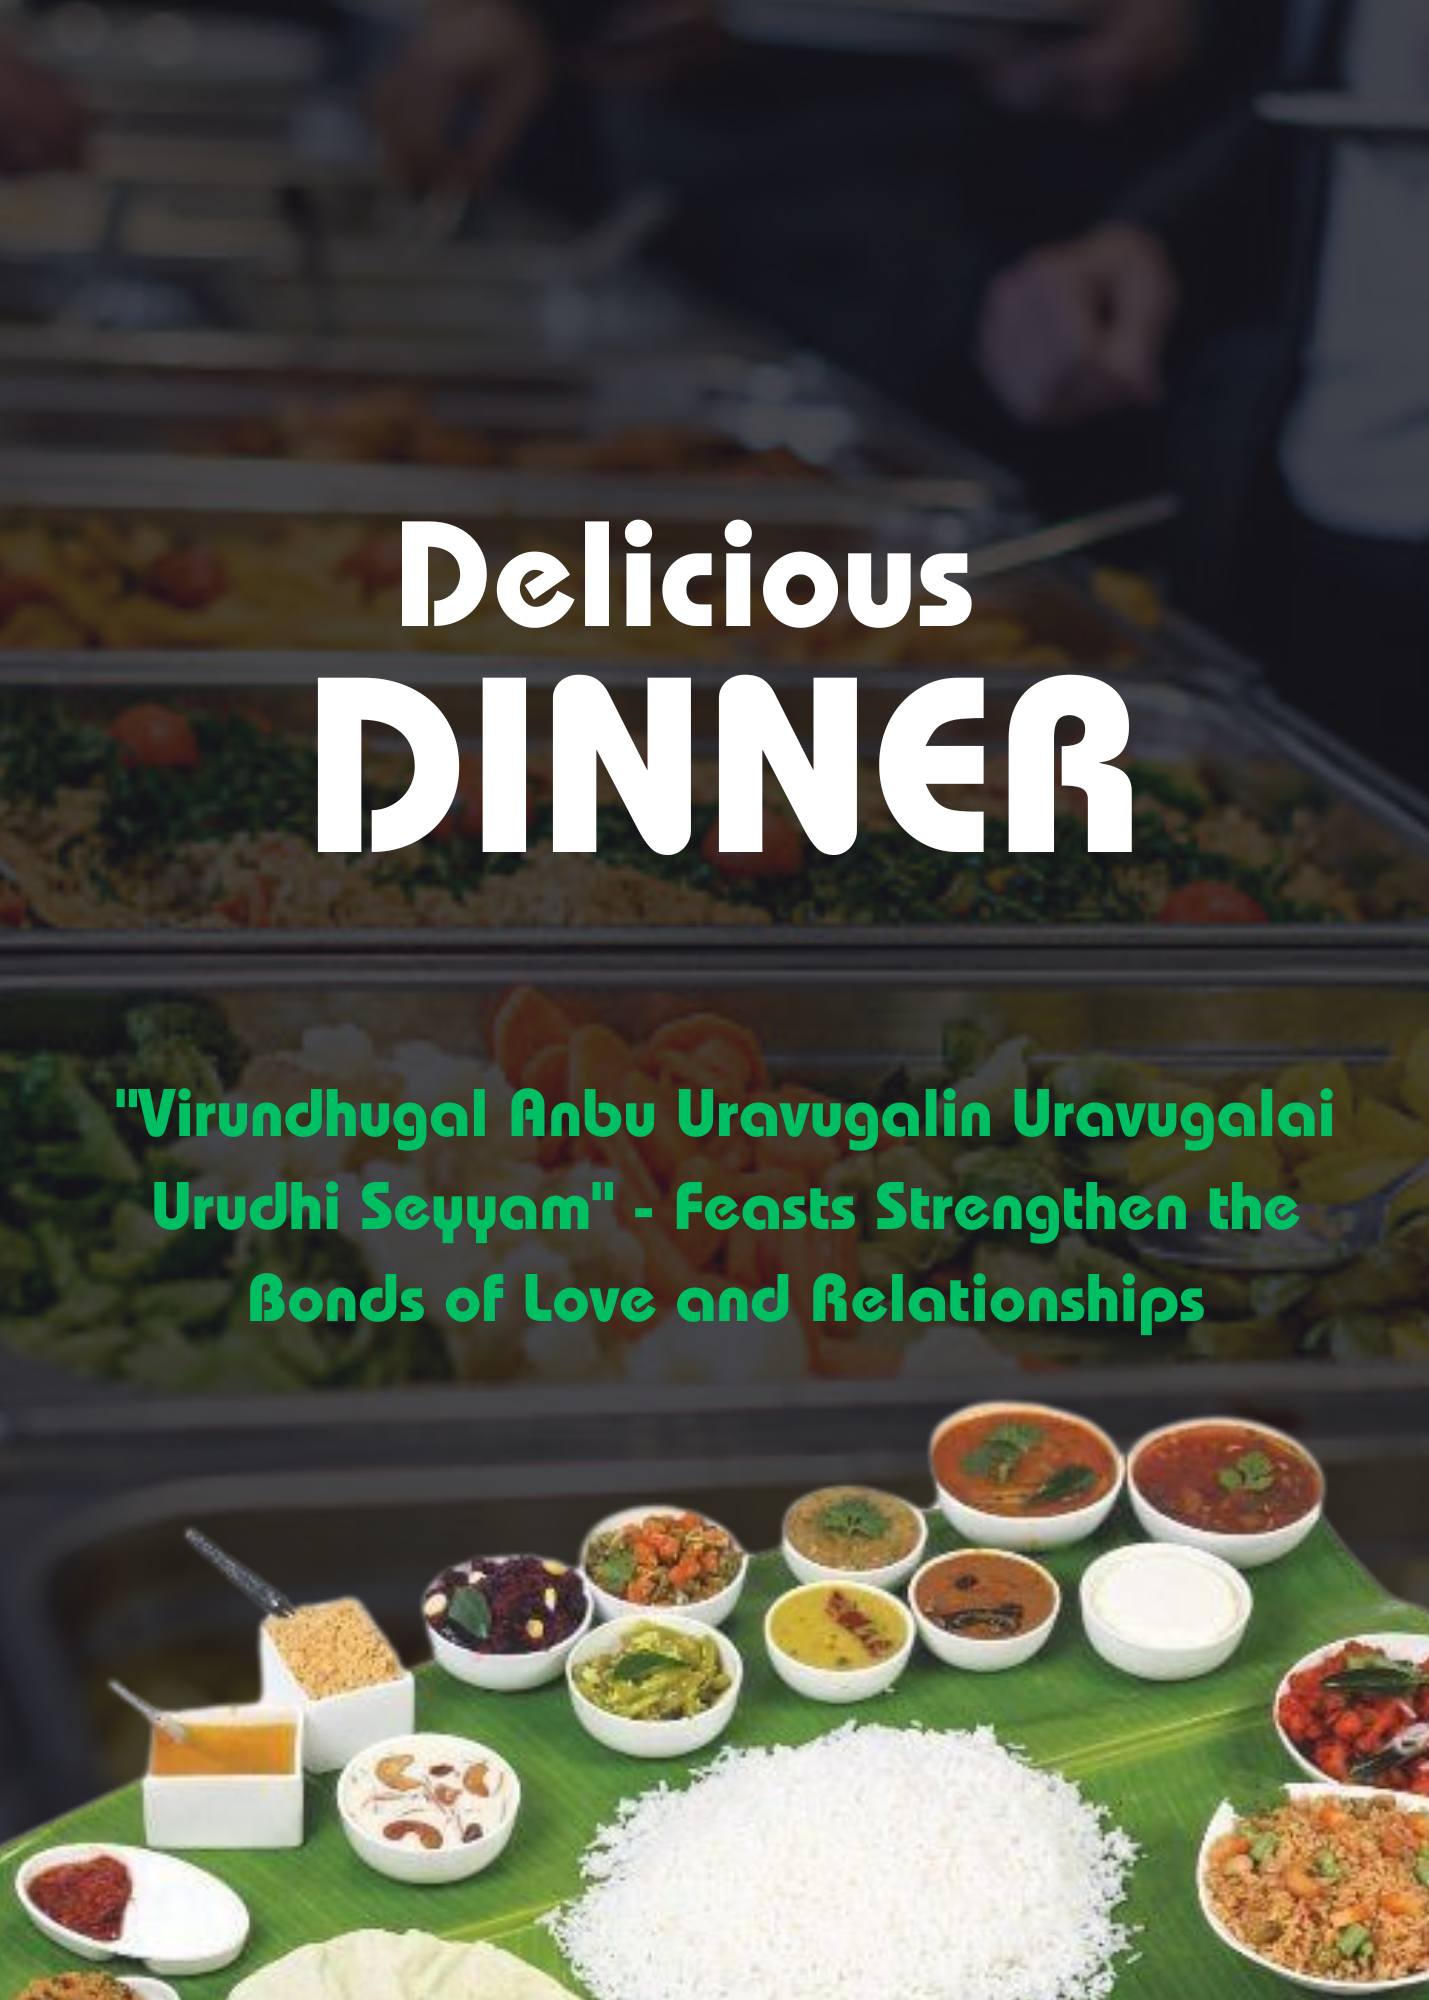 Delicious
DINNER
"Virundhugal Anbu Uravugalin Uravugalai
Urudhi Seyyam" - Feasts Strengthen the
Bonds of Love and Relationships